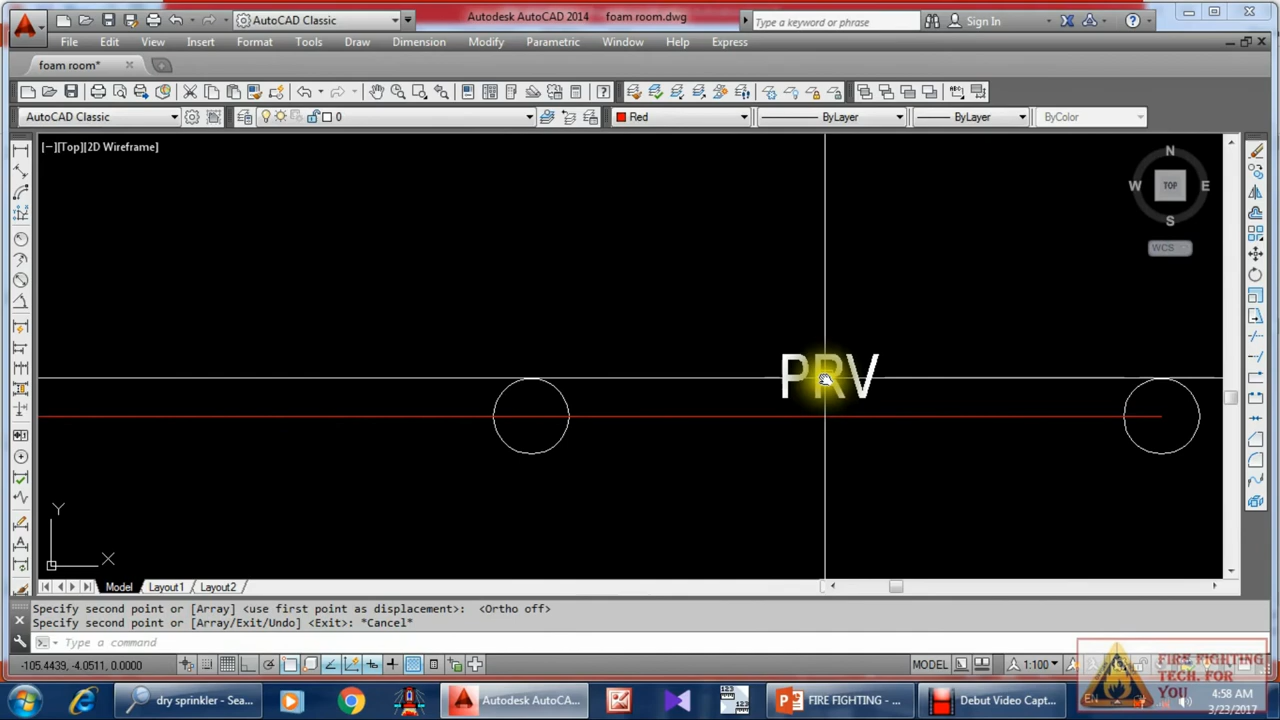 AutoCAD Classic
Autodesk AutoCAD 2014 foam room.dwg
Type a keyword or phrase
Sign In
File Edit View Insert Format Tools Draw Dimension Modify Parametric Window Help Express
foam room*
AutoCAD Classic
0
Red
ByLayer
ByLayer
ByColor
[−][Top][2D Wireframe]
N
W TOP E
S
WCS
PRV
Y
X
Model Layout1 Layout2
Specify second point or [Array] <use first point as displacement>: <Ortho off>
Specify second point or [Array/Exit/Undo] <Exit>: *Cancel*
Type a command
-105.4439, -4.0511, 0.0000
MODEL
1:100
FIRE FIGHTING
TECH. FOR
YOU
dry sprinkler - Sea...
Autodesk AutoCA...
FIRE FIGHTING - ...
Debut Video Capt...
EN
4:58 AM
3/23/2017